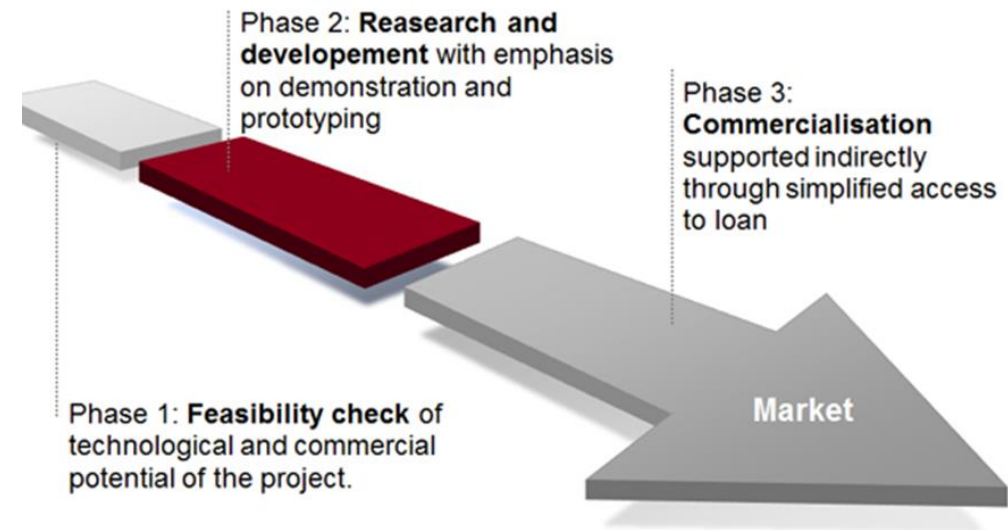 Phase 2: Reasearch and
developement with emphasis
on demonstration and
prototyping
Phase 3:
Commercialisation
supported indirectly
through simplified access
to loan
Phase 1: Feasibility check of
technological and commercial
potential of the project.
Market